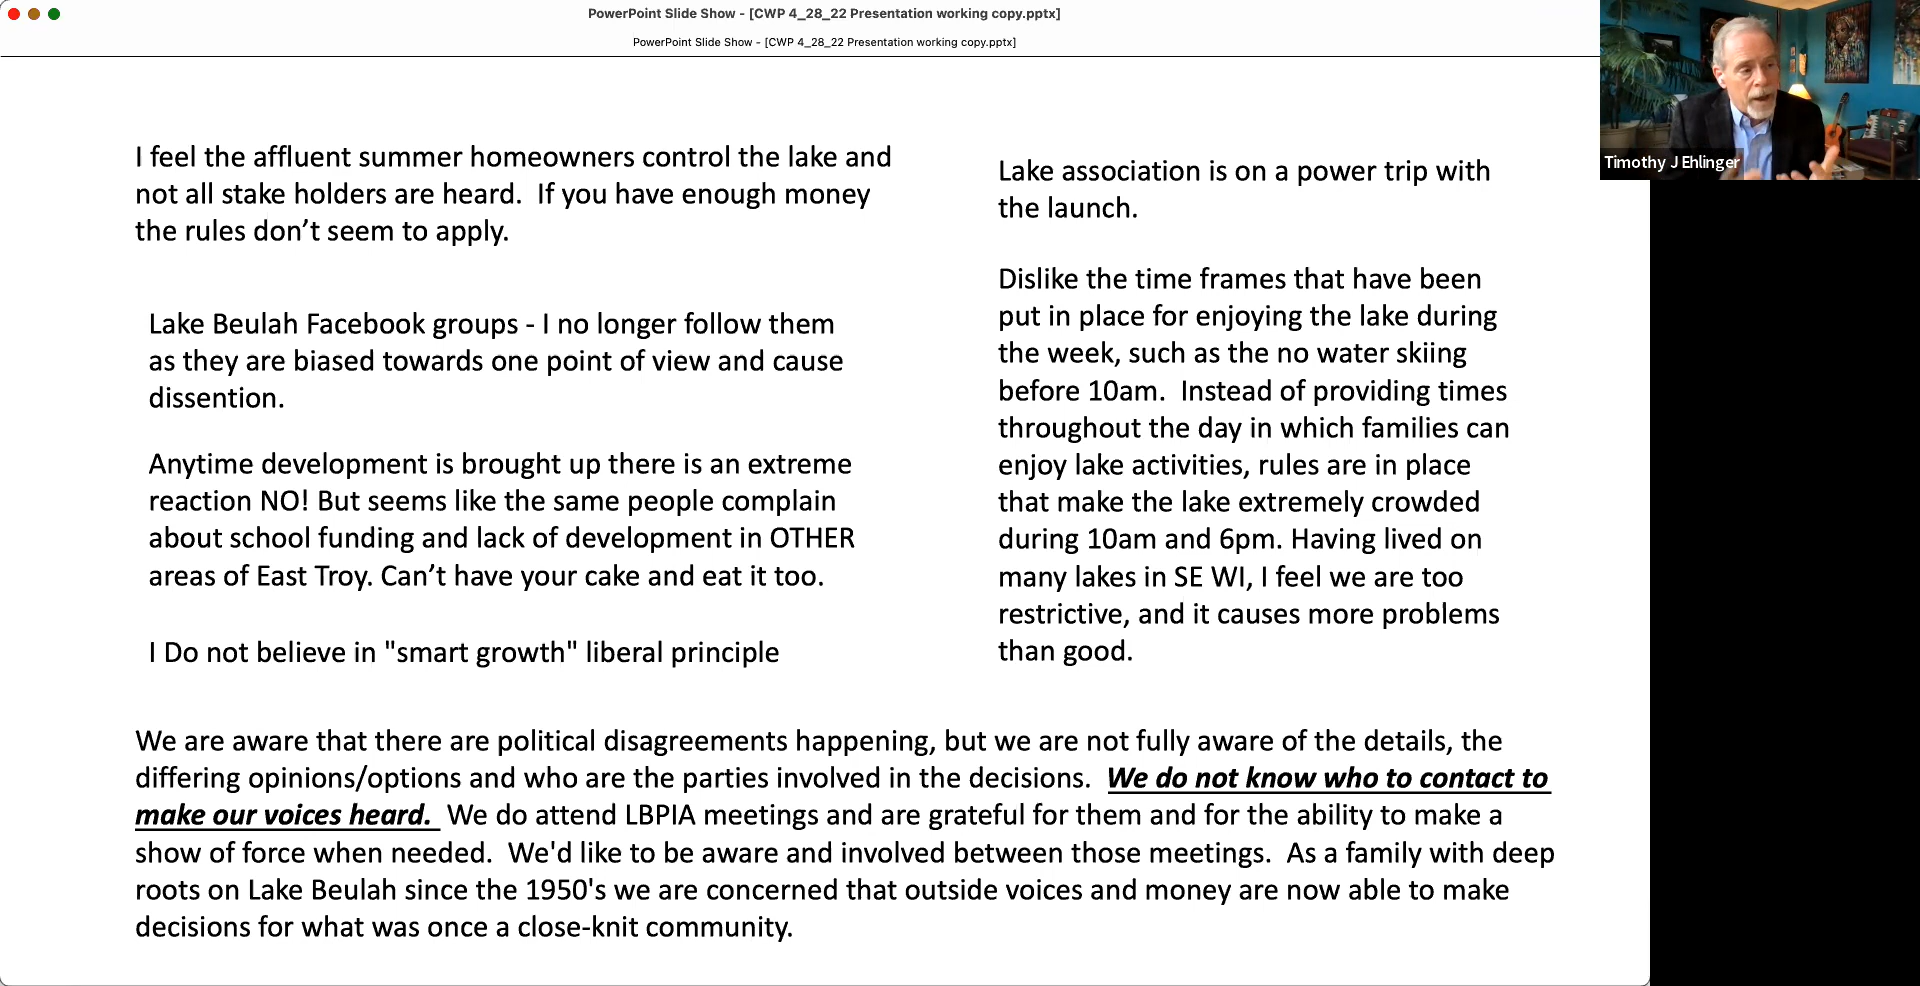 PowerPoint Slide Show - [CWP 4_28_22 Presentation working copy.pptx]
PowerPoint Slide Show - [CWP 4_28_22 Presentation working copy.pptx]
Timothy J Ehlinger
I feel the affluent summer homeowners control the lake and
not all stake holders are heard.  If you have enough money
the rules don’t seem to apply.
Lake Beulah Facebook groups - I no longer follow them
as they are biased towards one point of view and cause
dissention.
Anytime development is brought up there is an extreme
reaction NO! But seems like the same people complain
about school funding and lack of development in OTHER
areas of East Troy. Can’t have your cake and eat it too.
I Do not believe in "smart growth" liberal principle
Lake association is on a power trip with
the launch.
Dislike the time frames that have been
put in place for enjoying the lake during
the week, such as the no water skiing
before 10am.  Instead of providing times
throughout the day in which families can
enjoy lake activities, rules are in place
that make the lake extremely crowded
during 10am and 6pm. Having lived on
many lakes in SE WI, I feel we are too
restrictive, and it causes more problems
than good.
We are aware that there are political disagreements happening, but we are not fully aware of the details, the
differing opinions/options and who are the parties involved in the decisions.  We do not know who to contact to
make our voices heard.  We do attend LBPIA meetings and are grateful for them and for the ability to make a
show of force when needed.  We'd like to be aware and involved between those meetings.  As a family with deep
roots on Lake Beulah since the 1950's we are concerned that outside voices and money are now able to make
decisions for what was once a close-knit community.